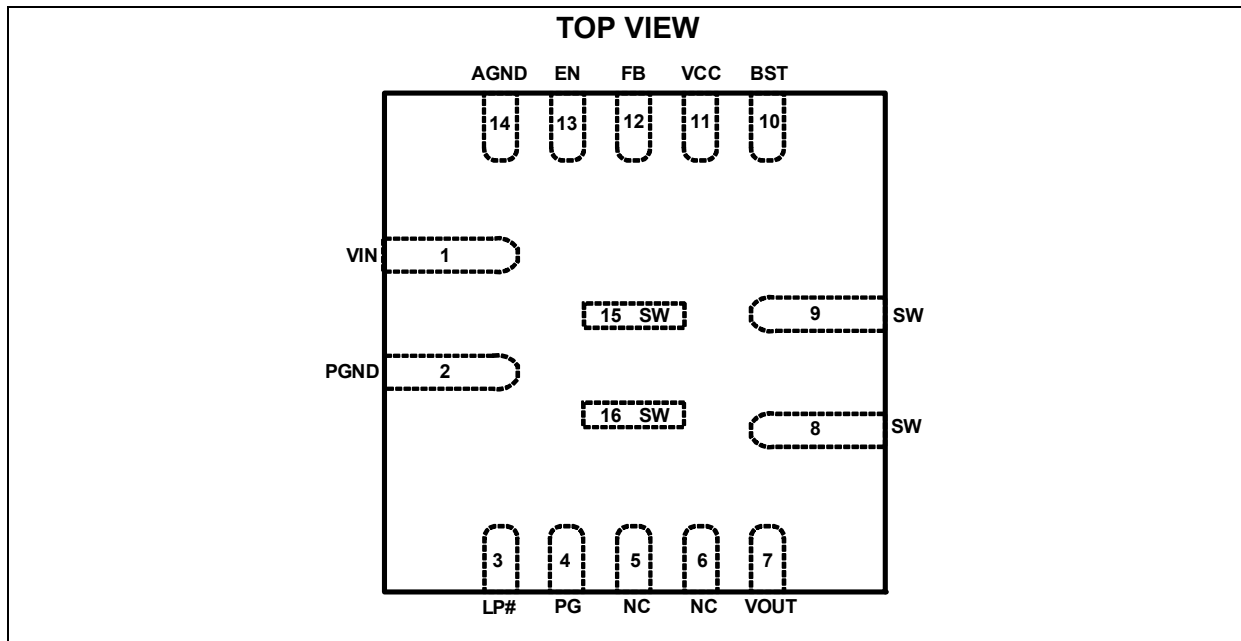 TOP VIEW
AGND EN FB VCC BST
14 13 12 11 10
VIN 1
15 SW 9 SW
PGND 2
16 SW 8 SW
3 4 5 6 7
LP# PG NC NC VOUT